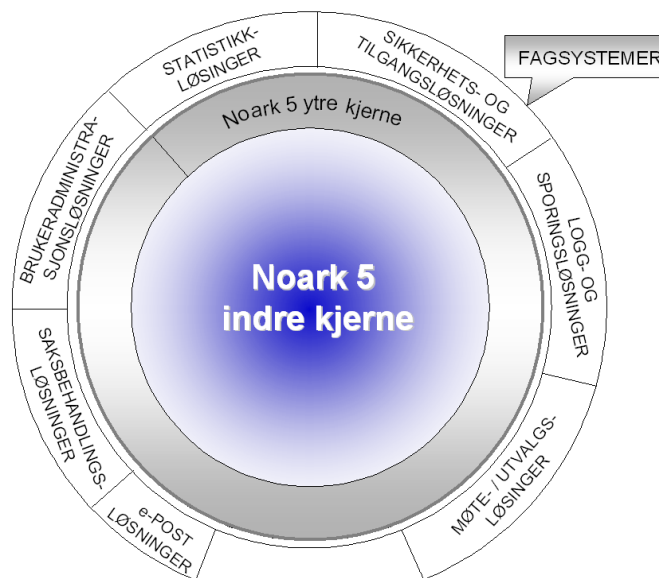 STATISTIKK-
LØSINGER
SIKKERHETS- OG
TILGANGSLØSNINGER
FAGSYSTEMER
Noark 5 ytre kjerne
BRUKERADMINISTRA-
SJONSLØSNINGER
LOGG- OG
SPORINGSLØSNINGER
Noark 5
indre kjerne
SAKSBEHANDLINGS-
LØSNINGER
MØTE- / UTVALGS-
LØSINGER
e-POST
LØSNINGER